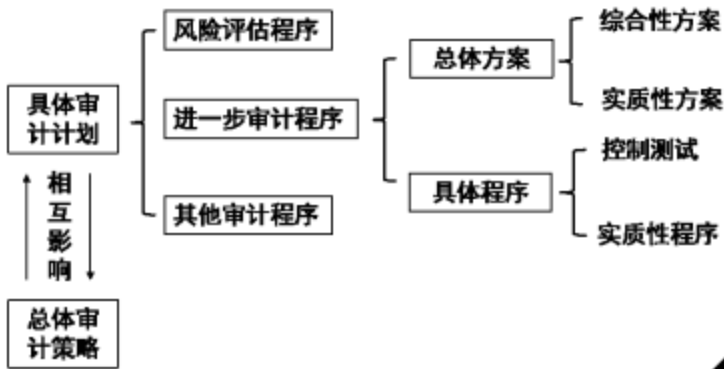 风险评估程序
综合性方案
总体方案
实质性方案
具体审
计计划
进一步审计程序
控制测试
具体程序
其他审计程序
实质性程序
相
互
影
响
总体审
计策略